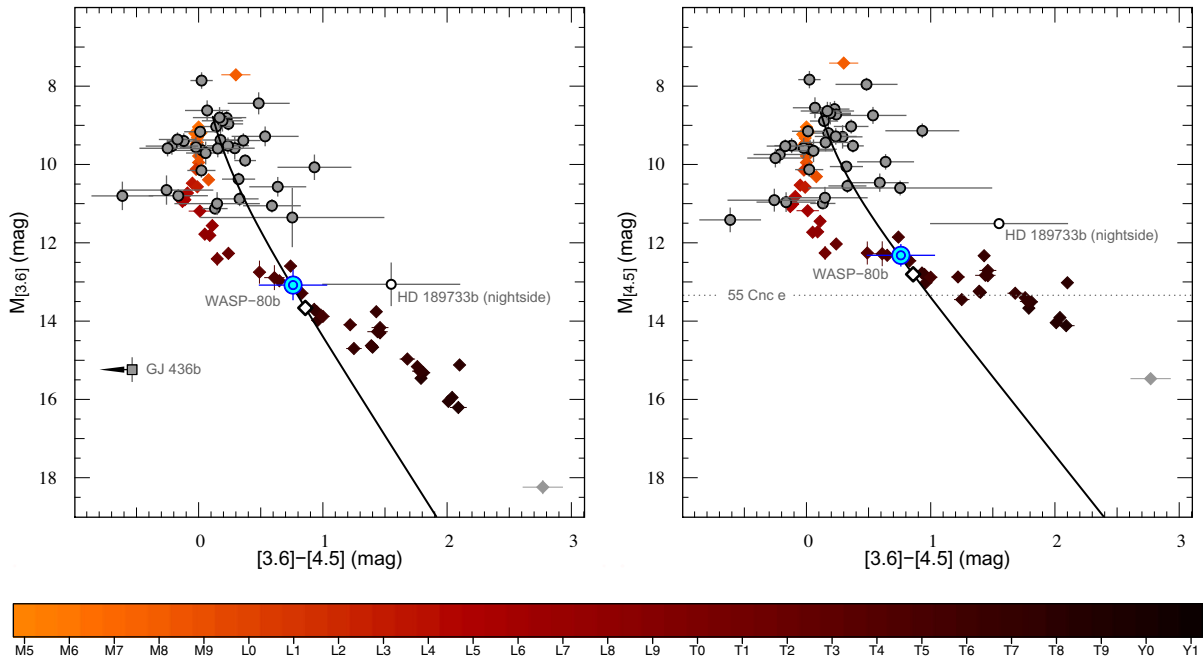 8
10
12
14
16
18
M[3.6] (mag)
WASP−80b
HD 189733b (nightside)
GJ 436b
0 1 2 3
[3.6]−[4.5] (mag)
8
10
12
14
16
18
M[4.5] (mag)
HD 189733b (nightside)
WASP−80b
55 Cnc e
0 1 2 3
[3.6]−[4.5] (mag)
M5 M6 M7 M8 M9 L0 L1 L2 L3 L4 L5 L6 L7 L8 L9 T0 T1 T2 T3 T4 T5 T6 T7 T8 T9 Y0 Y1